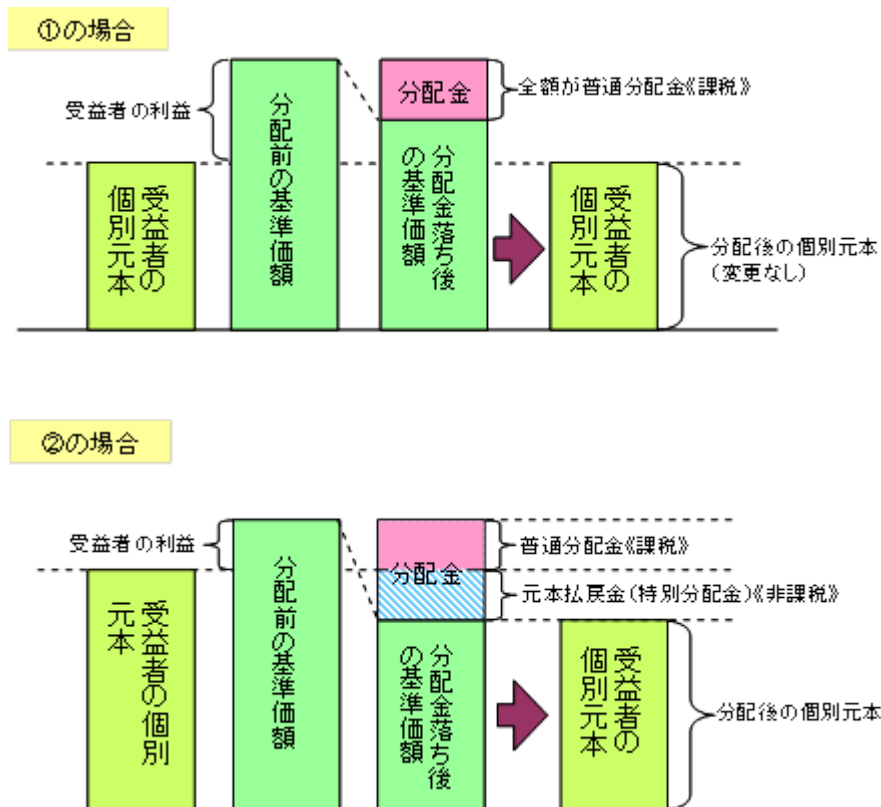 ①の場合
受益者の利益
分配前の基準価額
分配金
全額が普通分配金《課税》
受益者の
個別元本
分配金落ち後
の基準価額
受益者の
個別元本
分配後の個別元本
(変更なし)
②の場合
受益者の利益
分配前の基準価額
分配金
普通分配金《課税》
元本払戻金(特別分配金)《非課税》
受益者の個別
元本
分配金落ち後
の基準価額
受益者の
個別元本
分配後の個別元本